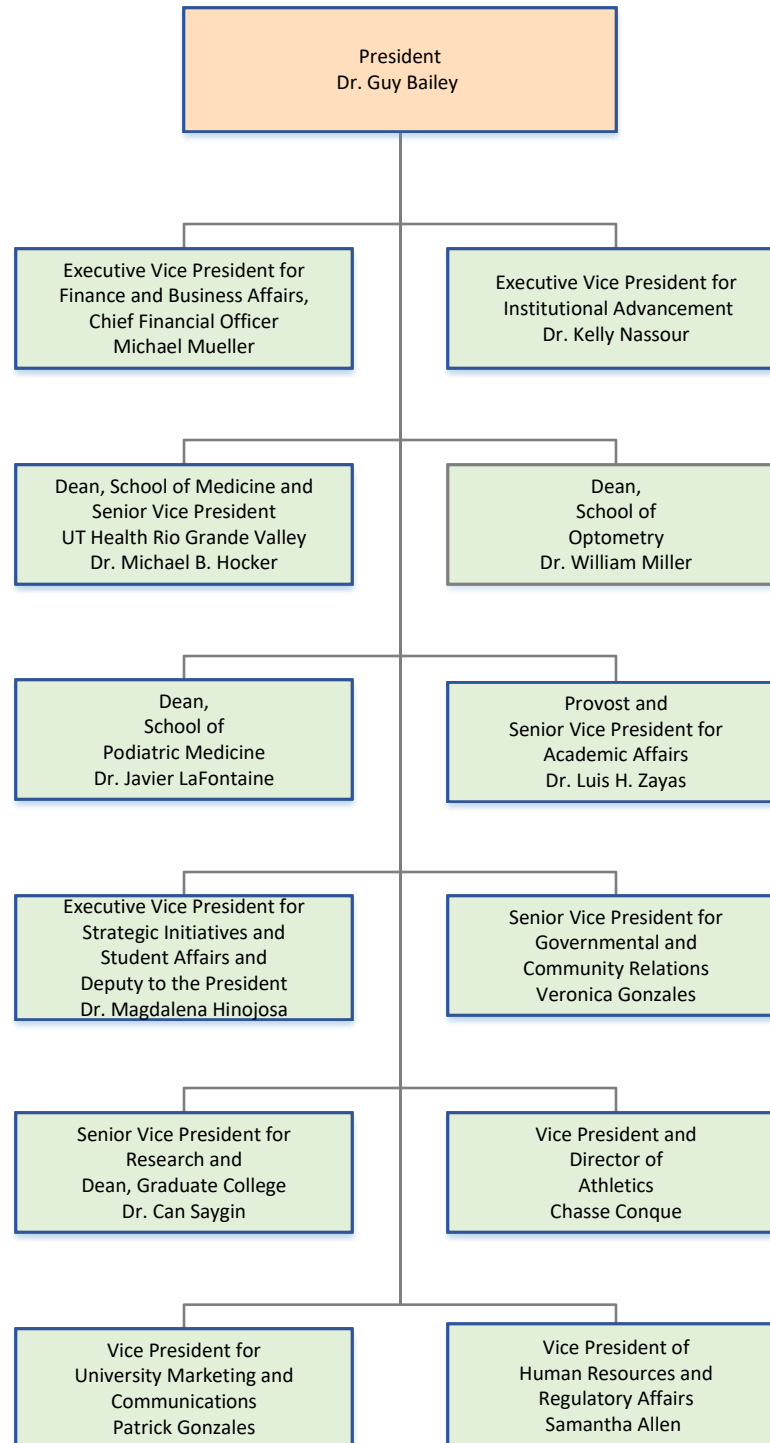 President
Dr. Guy Bailey
Executive Vice President for
Finance and Business Affairs,
Chief Financial Officer
Michael Mueller
Executive Vice President for
Institutional Advancement
Dr. Kelly Nassour
Dean, School of Medicine and
Senior Vice President
UT Health Rio Grande Valley
Dr. Michael B. Hocker
Dean,
School of
Optometry
Dr. William Miller
Dean,
School of
Podiatric Medicine
Dr. Javier LaFontaine
Provost and
Senior Vice President for
Academic Affairs
Dr. Luis H. Zayas
Executive Vice President for
Strategic Initiatives and
Student Affairs and
Deputy to the President
Dr. Magdalena Hinojosa
Senior Vice President for
Governmental and
Community Relations
Veronica Gonzales
Senior Vice President for
Research and
Dean, Graduate College
Dr. Can Saygin
Vice President and
Director of
Athletics
Chasse Conque
Vice President for
University Marketing and
Communications
Patrick Gonzales
Vice President of
Human Resources and
Regulatory Affairs
Samantha Allen